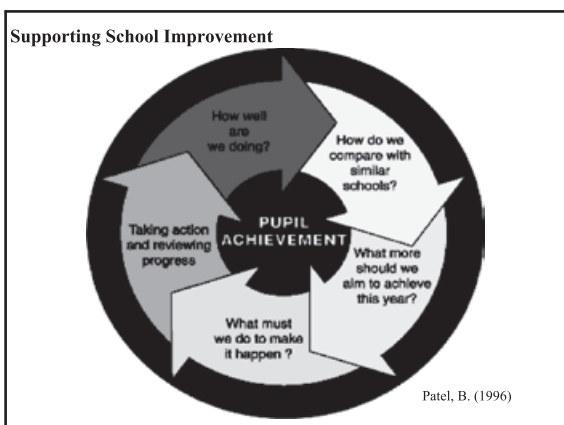 Supporting School Improvement
How well
are
we doing?
How do we
compare with
similar
schools?
What more
should we
aim to achieve
this year?
What must
we do to make
it happen ?
Taking action
and reviewing
progress
PUPIL
ACHIEVEMENT
Patel, B. (1996)